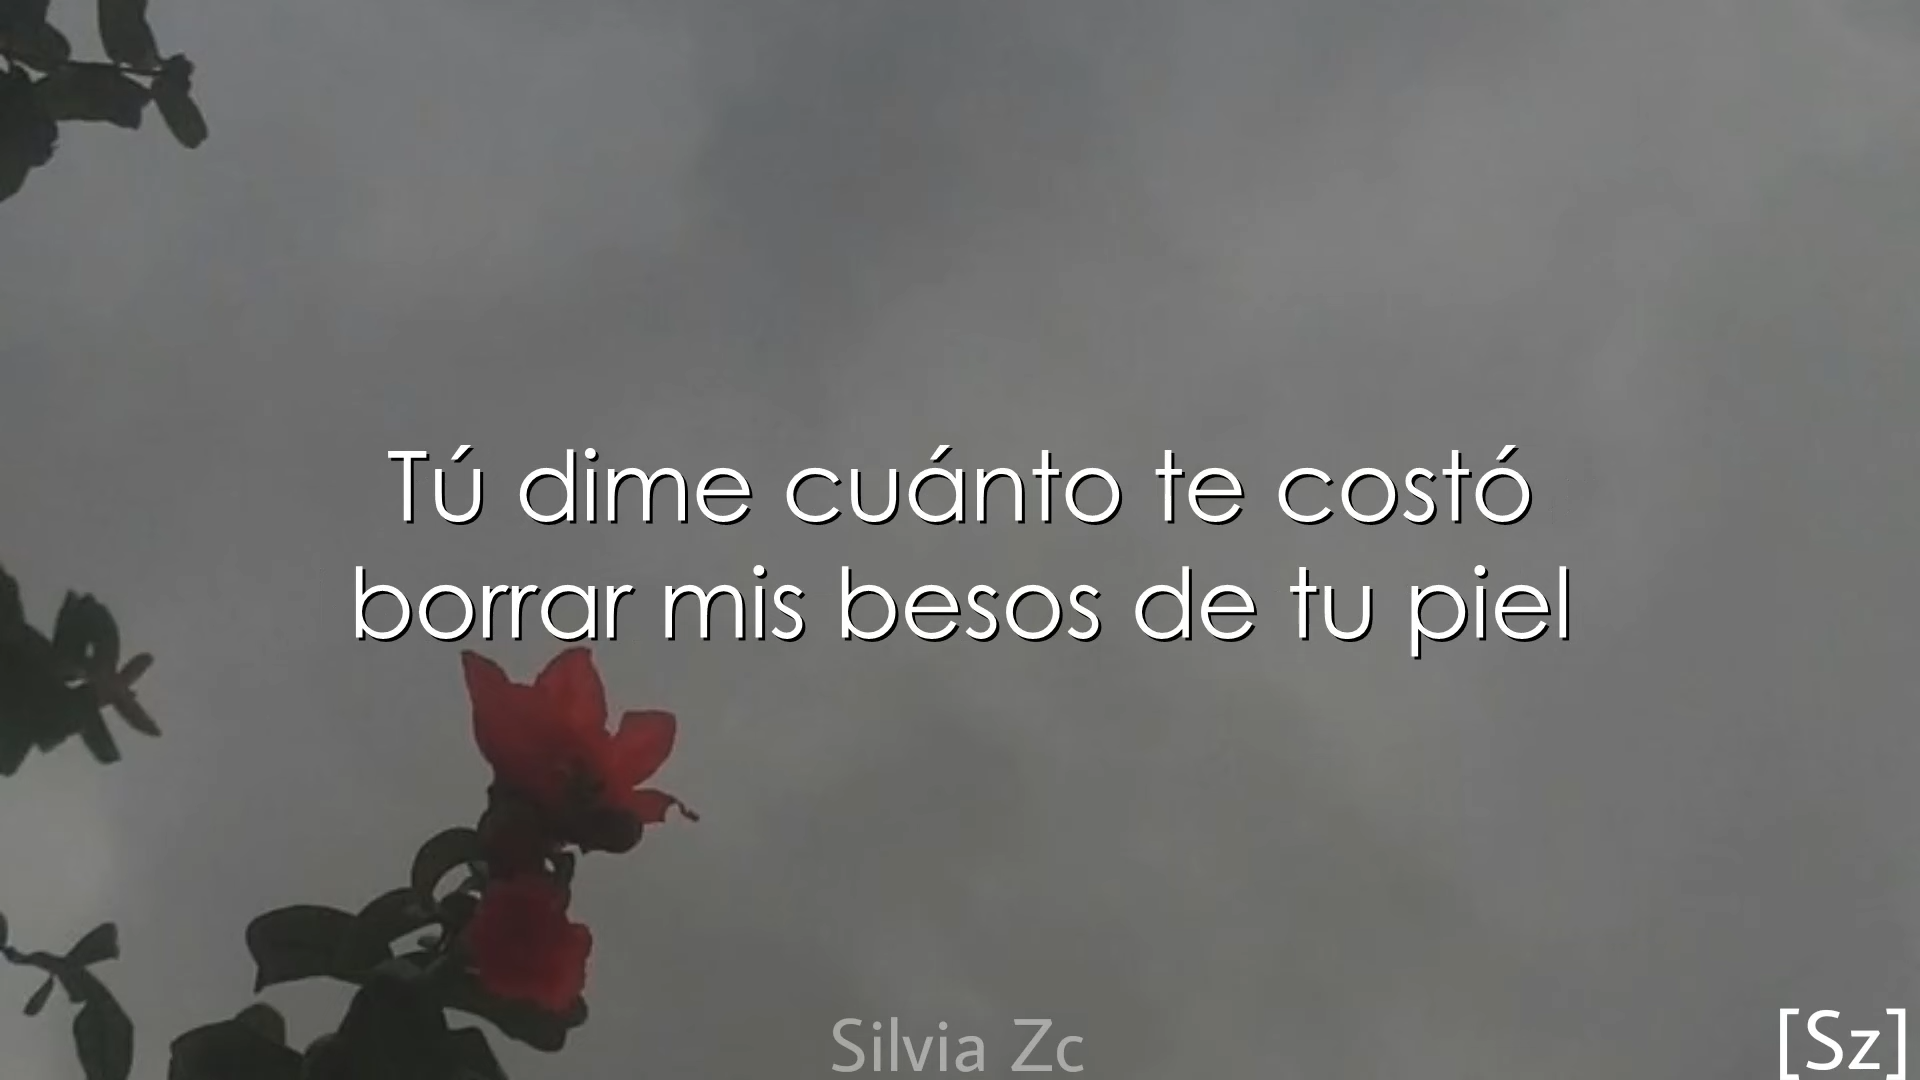 Tú dime cuánto te costó
borrar mis besos de tu piel
Silvia Zc
[Sz]